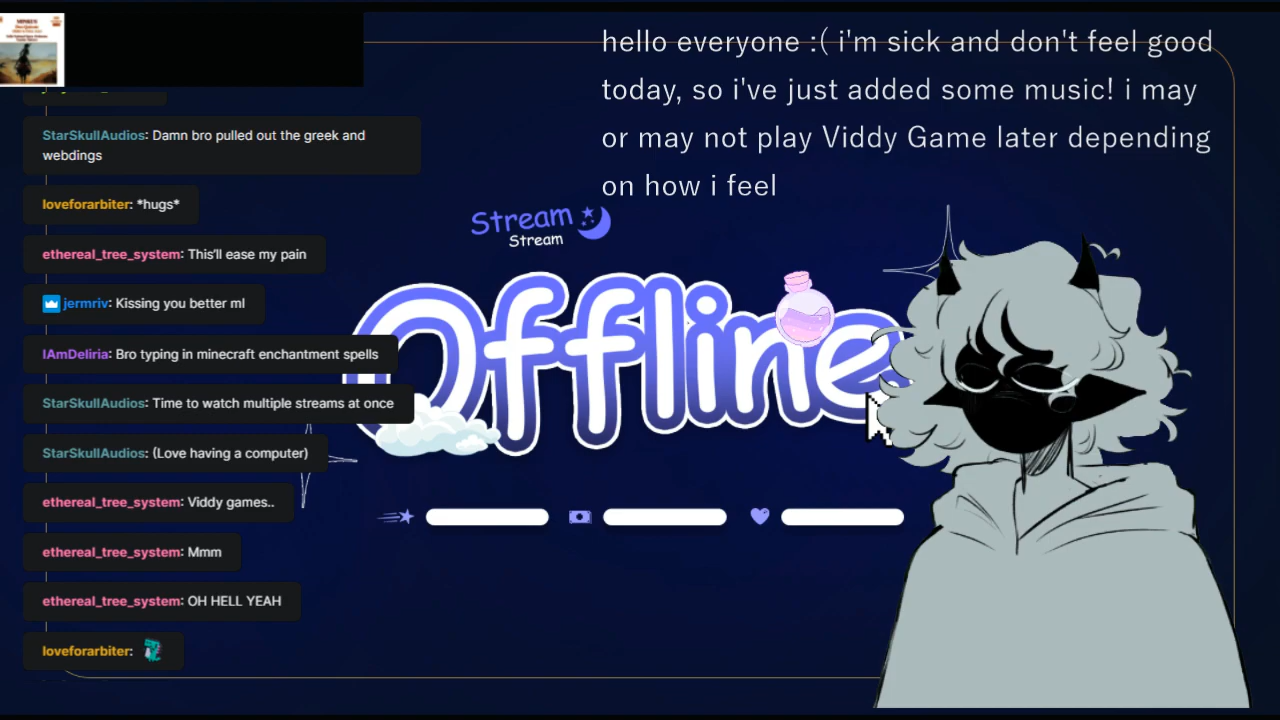 hello everyone :( i'm sick and don't feel good
today, so i've just added some music! i may
or may not play Viddy Game later depending
on how i feel
StarSkullAudios: Damn bro pulled out the greek and
webdings
loveforarbiter: *hugs*
ethereal_tree_system: This'll ease my pain
jermriv: Kissing you better ml
IAmDeliria: Bro typing in minecraft enchantment spells
StarSkullAudios: Time to watch multiple streams at once
StarSkullAudios: (Love having a computer)
ethereal_tree_system: Viddy games..
ethereal_tree_system: Mmm
ethereal_tree_system: OH HELL YEAH
loveforarbiter:
Stream
Stream
Offline